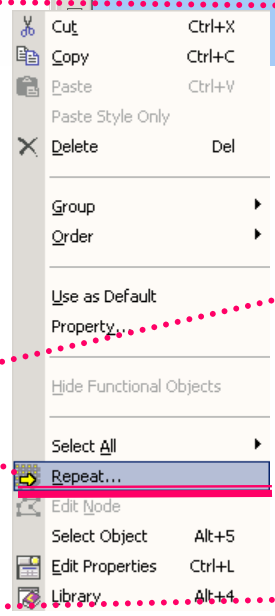 Cut Ctrl+X
Copy Ctrl+C
Paste Ctrl+V
Paste Style Only
Delete Del
Group
Order
Use as Default
Property...
Hide Functional Objects
Select All
Repeat...
Edit Node
Select Object Alt+5
Edit Properties Ctrl+L
Library Alt+4